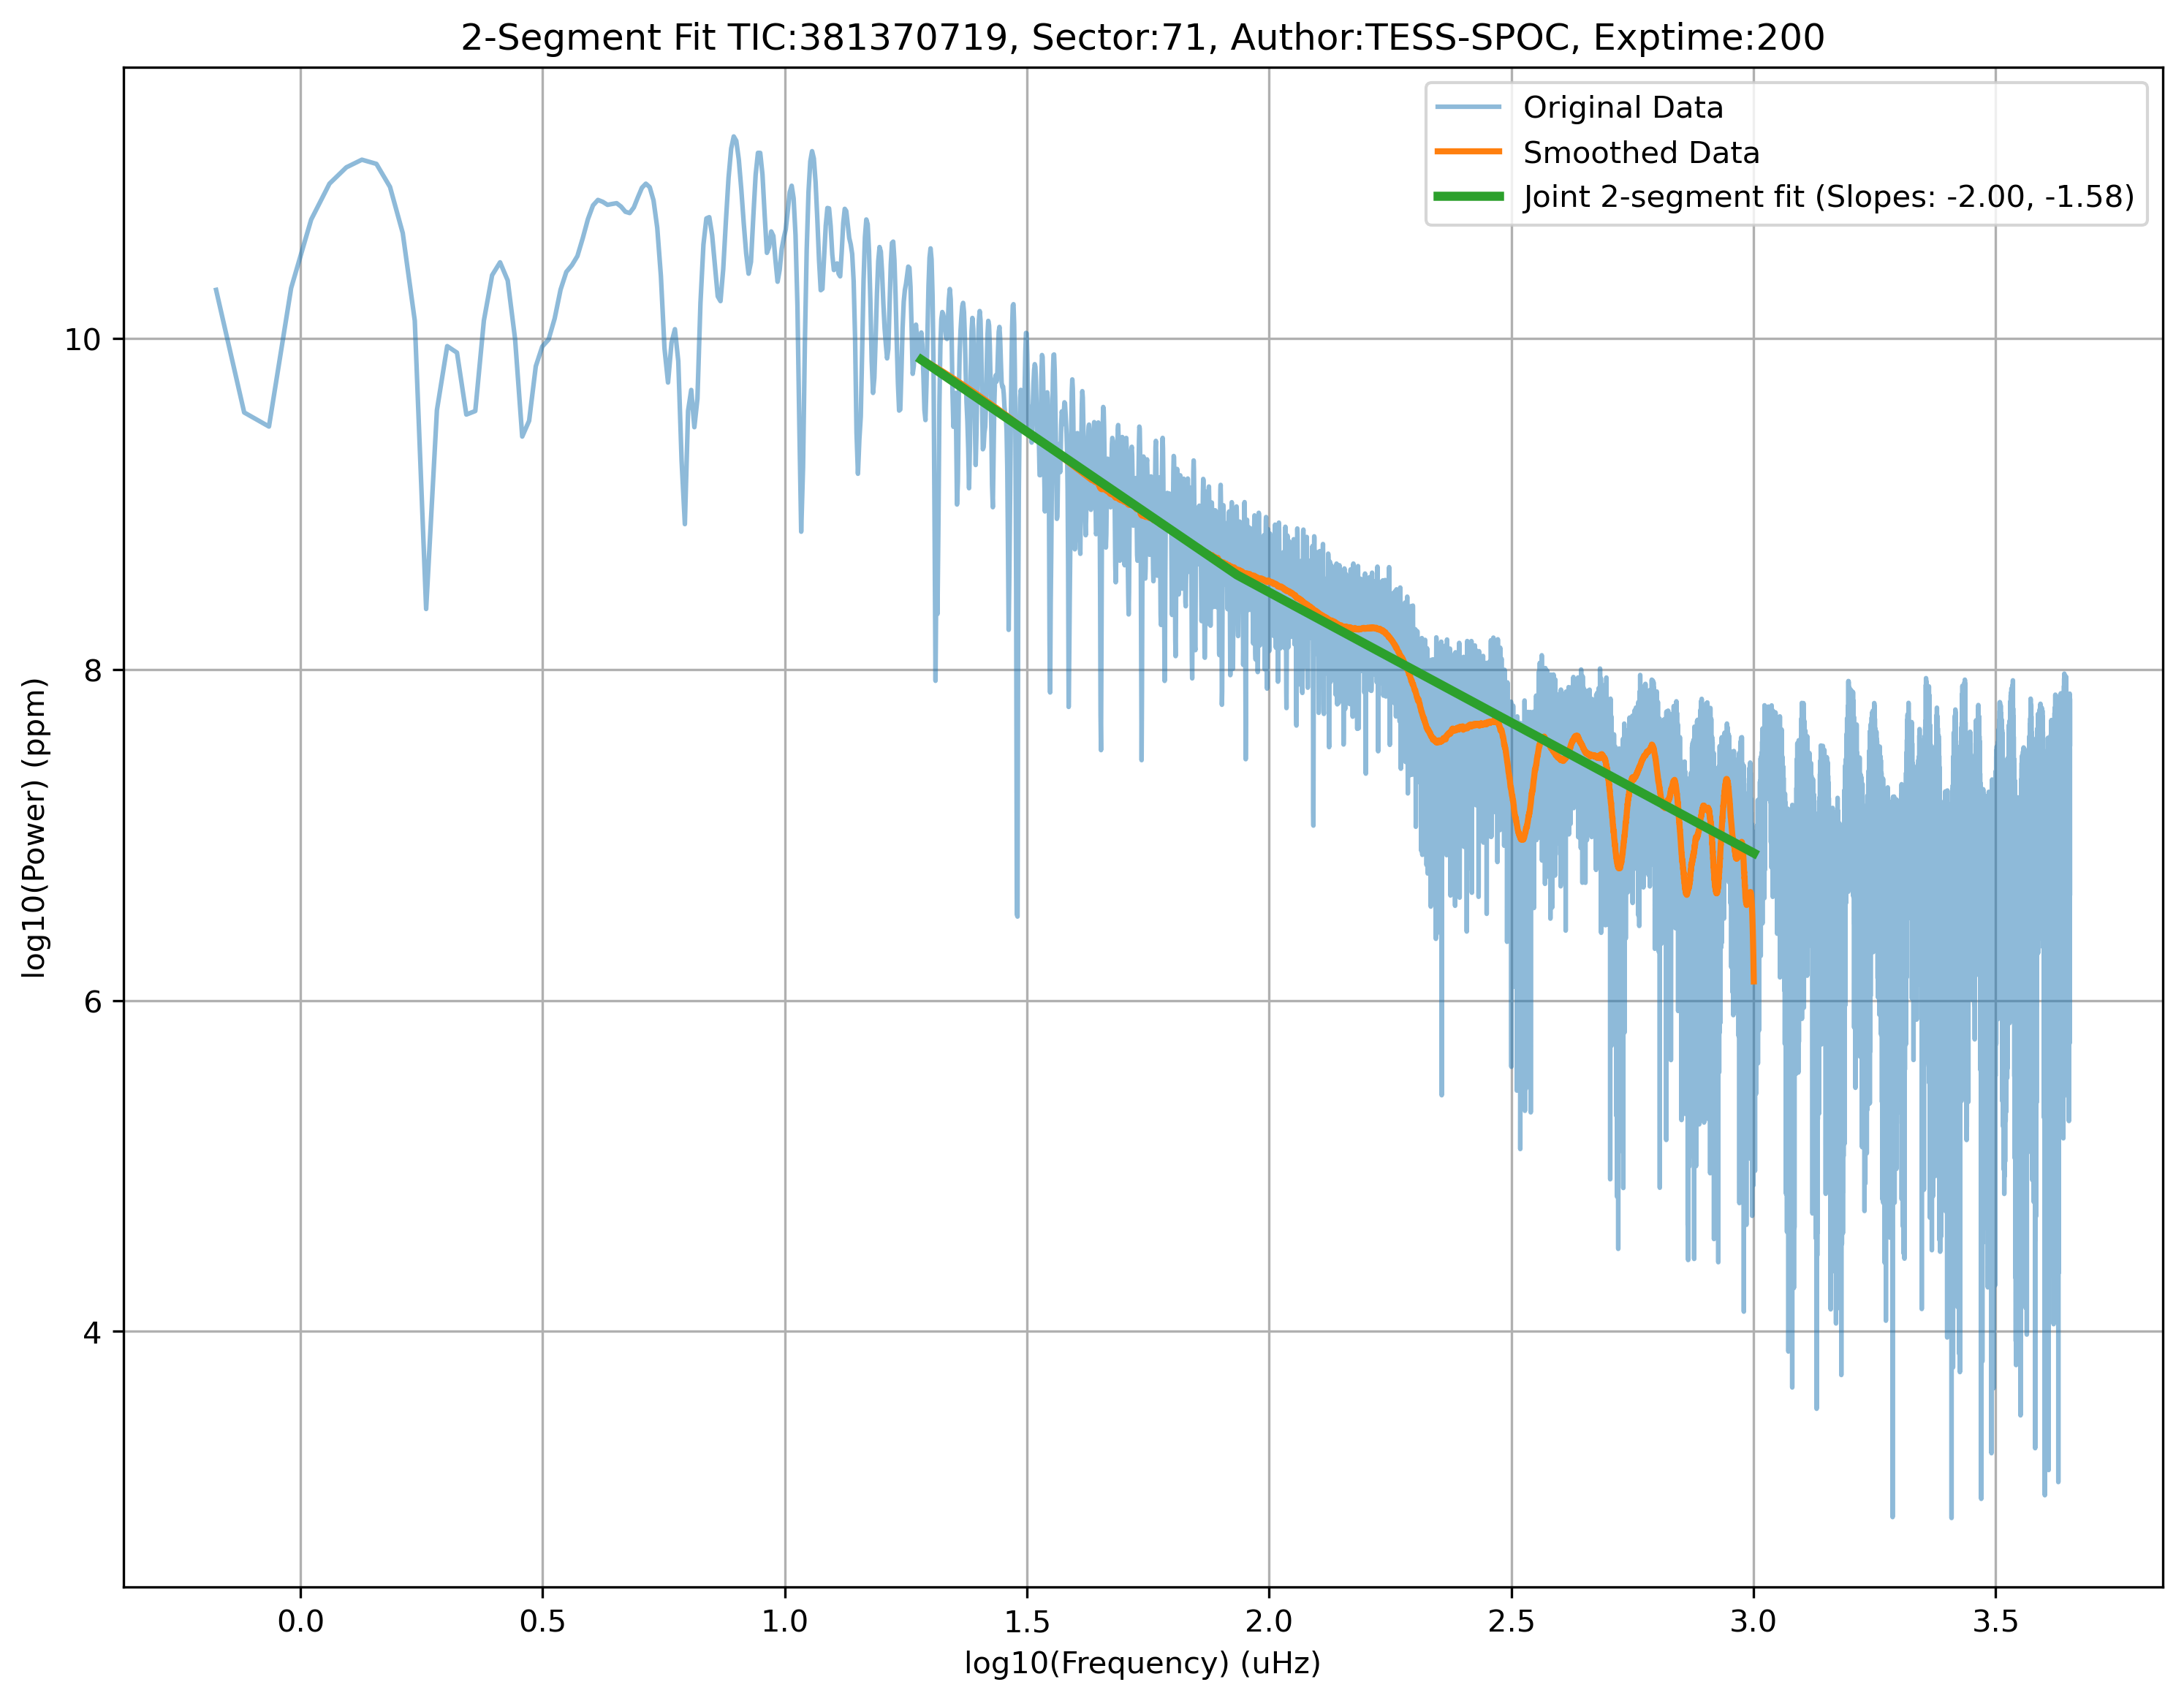 2-Segment Fit TIC:381370719, Sector:71, Author:TESS-SPOC, Exptime:200
Original Data
Smoothed Data
Joint 2-segment fit (Slopes: -2.00, -1.58)
log10(Power) (ppm)
10
8
6
4
0.0 0.5 1.0 1.5 2.0 2.5 3.0 3.5
log10(Frequency) (uHz)